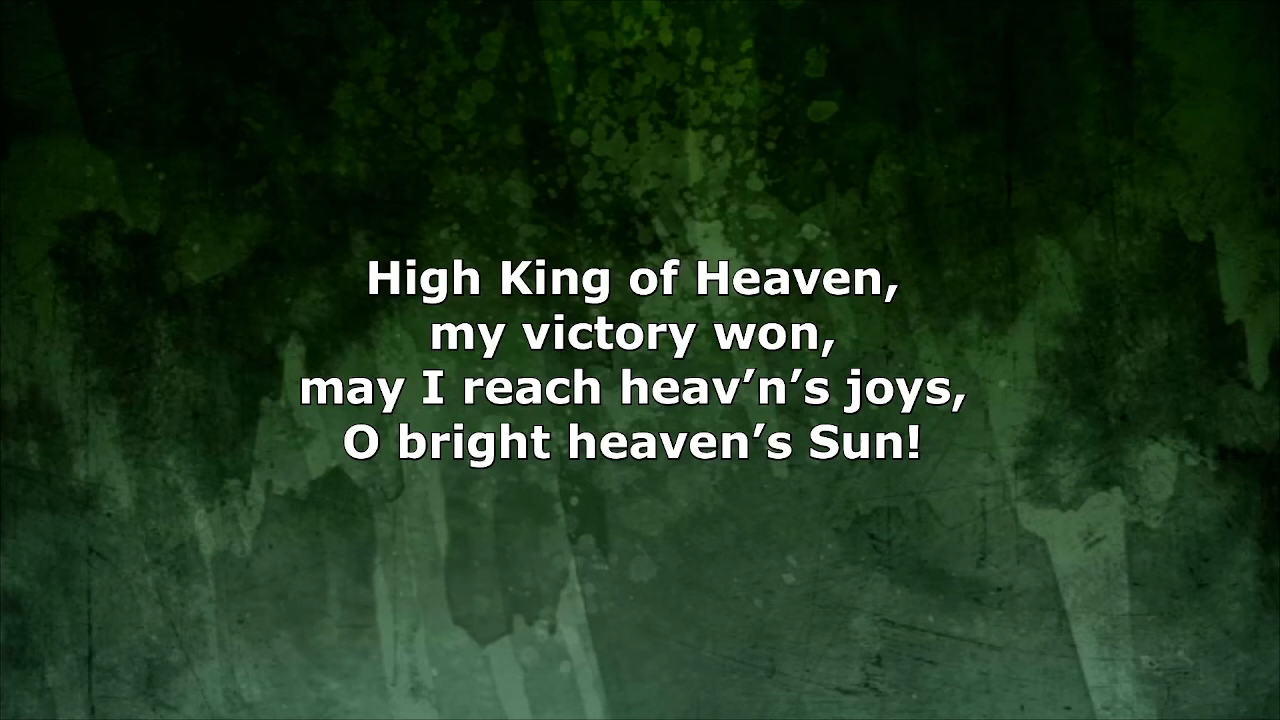 High King of Heaven,
my victory won,
may I reach heav’n’s joys,
O bright heaven’s Sun!